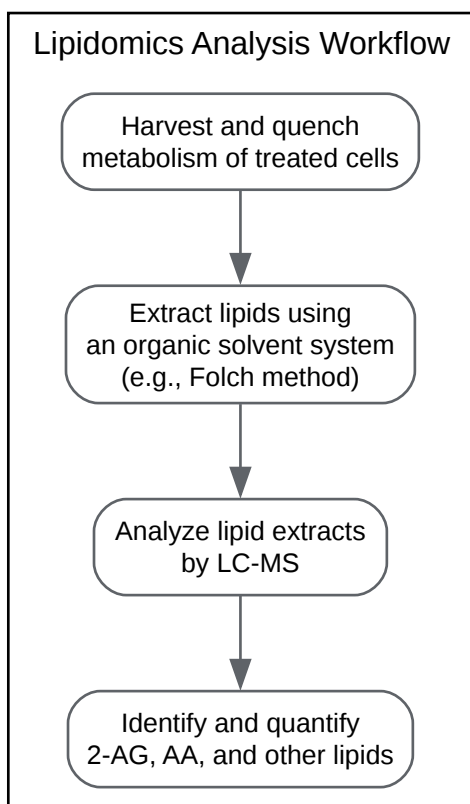 Lipidomics Analysis Workflow
Harvest and quench
metabolism of treated cells
Extract lipids using
an organic solvent system
(e.g., Folch method)
Analyze lipid extracts
by LC-MS
Identify and quantify
2-AG, AA, and other lipids